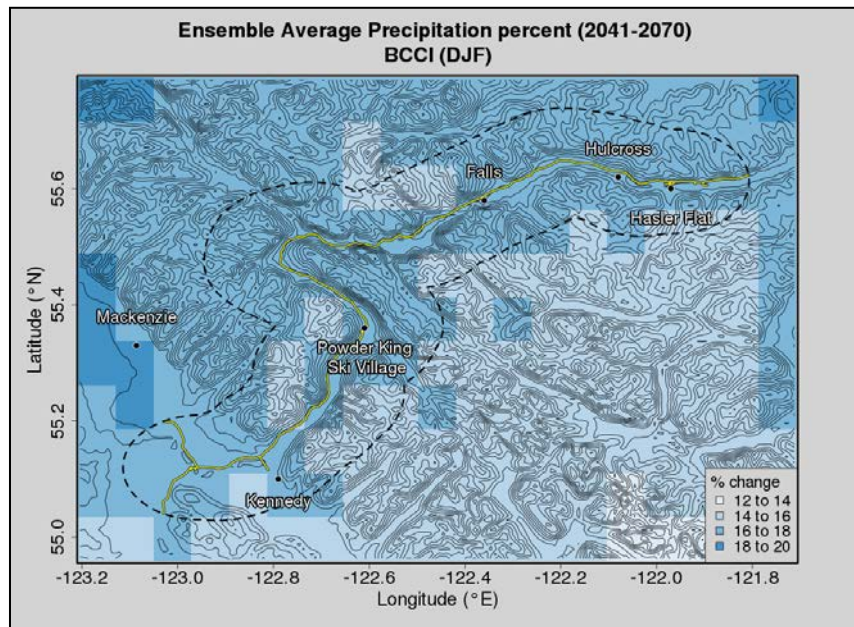 Ensemble Average Precipitation percent (2041-2070)
BCCI (DJF)
Hulcross
Falls
Hasler Flat
Mackenzie
Powder King
Ski Village
Kennedy
Latitude (°N)
55.6
55.4
55.2
55.0
% change
12 to 14
14 to 16
16 to 18
18 to 20
-123.2 -123.0 -122.8 -122.6 -122.4 -122.2 -122.0 -121.8
Longitude (°E)